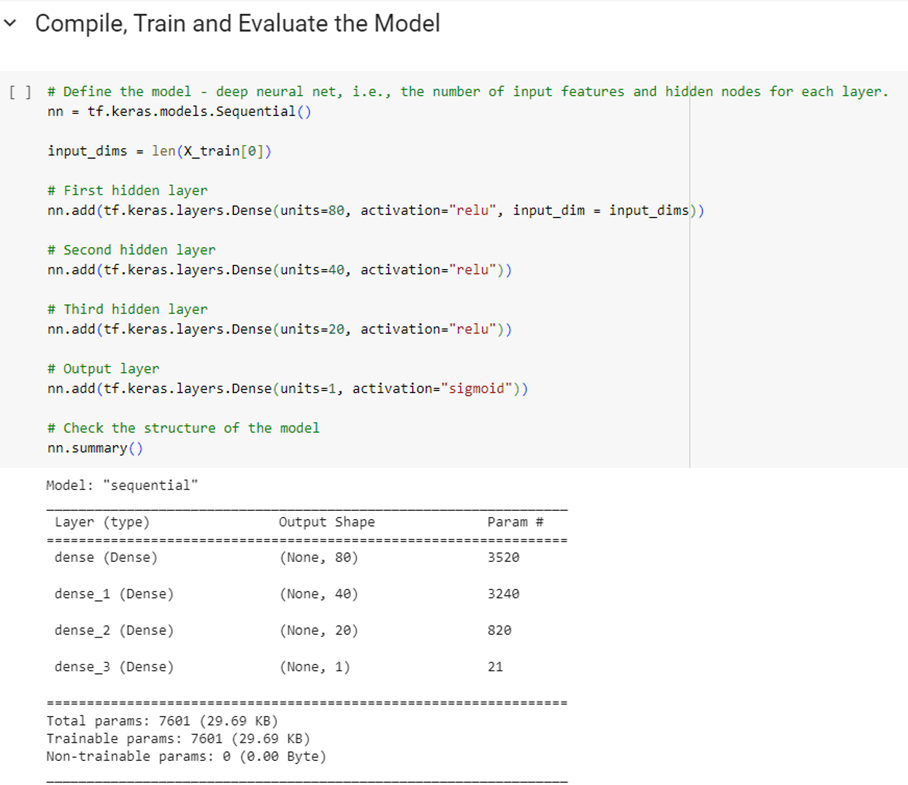 Compile, Train and Evaluate the Model
[ ] # Define the model - deep neural net, i.e., the number of input features and hidden nodes for each layer.
nn = tf.keras.models.Sequential()
input_dims = len(X_train[0])
# First hidden layer
nn.add(tf.keras.layers.Dense(units=80, activation="relu", input_dim = input_dims))
# Second hidden layer
nn.add(tf.keras.layers.Dense(units=40, activation="relu"))
# Third hidden layer
nn.add(tf.keras.layers.Dense(units=20, activation="relu"))
# Output layer
nn.add(tf.keras.layers.Dense(units=1, activation="sigmoid"))
# Check the structure of the model
nn.summary()
Model: "sequential"
_________________________________________________________________
Layer (type) Output Shape Param #
=================================================================
dense (Dense) (None, 80) 3520
dense_1 (Dense) (None, 40) 3240
dense_2 (Dense) (None, 20) 820
dense_3 (Dense) (None, 1) 21
=================================================================
Total params: 7601 (29.69 KB)
Trainable params: 7601 (29.69 KB)
Non-trainable params: 0 (0.00 Byte)
_________________________________________________________________